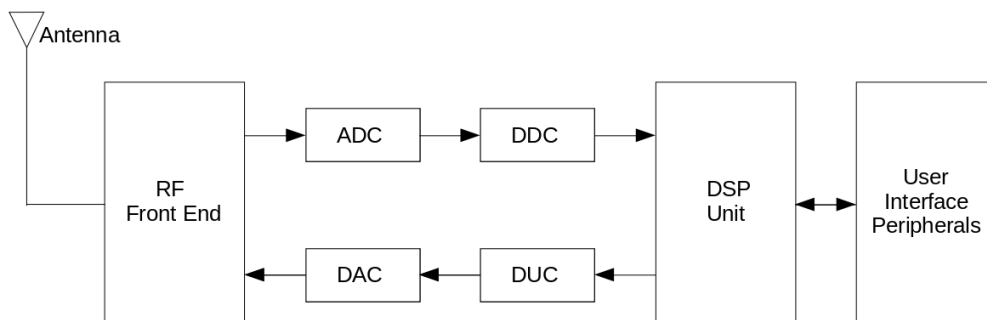 Antenna
RF
Front End
ADC
DDC
DAC
DUC
DSP
Unit
User
Interface
Peripherals